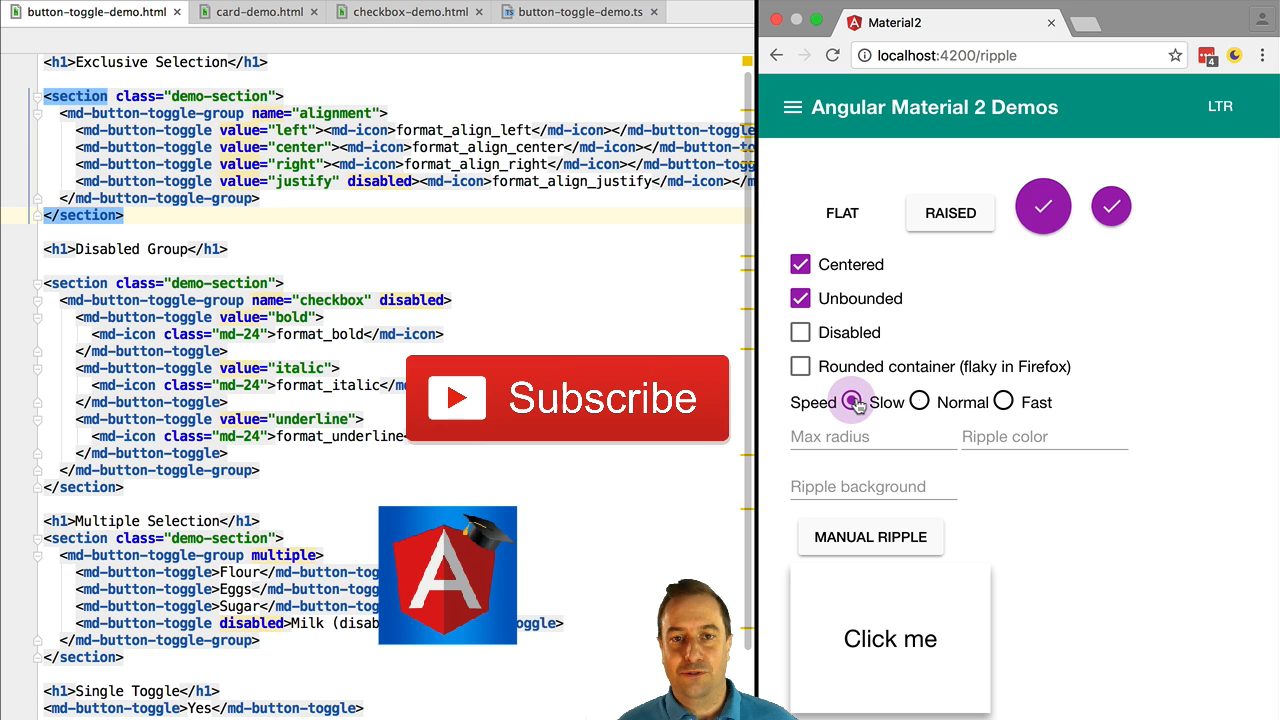 button-toggle-demo.html
card-demo.html
checkbox-demo.html
button-toggle-demo.ts
<h1>Exclusive Selection</h1>
<section class="demo-section">
<md-button-toggle-group name="alignment">
<md-button-toggle value="left"><md-icon>format_align_left</md-icon></md-button-toggle
<md-button-toggle value="center"><md-icon>format_align_center</md-icon></md-button-to
<md-button-toggle value="right"><md-icon>format_align_right</md-icon></md-button-toggl
<md-button-toggle value="justify" disabled><md-icon>format_align_justify</md-icon></m
</md-button-toggle-group>
</section>
<h1>Disabled Group</h1>
<section class="demo-section">
<md-button-toggle-group name="checkbox" disabled>
<md-button-toggle value="bold">
<md-icon class="md-24">format_bold</md-icon>
</md-button-toggle>
<md-button-toggle value="italic">
<md-icon class="md-24">format_italic</m
</md-button-toggle>
<md-button-toggle value="underline">
<md-icon class="md-24">format_underline<
</md-button-toggle>
</md-button-toggle-group>
</section>
<h1>Multiple Selection</h1>
<section class="demo-section">
<md-button-toggle-group multiple>
<md-button-toggle>Flour</md-button-togg
<md-button-toggle>Eggs</md-button-toggl
<md-button-toggle>Sugar</md-button-togg
<md-button-toggle disabled>Milk (disab oggle>
</md-button-toggle-group>
</section>
<h1>Single Toggle</h1>
<md-button-toggle>Yes</md-button-toggle>
Subscribe
A
Material2
localhost:4200/ripple
4
Angular Material 2 Demos
LTR
FLAT
RAISED
Centered
Unbounded
Disabled
Rounded container (flaky in Firefox)
Speed Slow Normal Fast
Max radius
Ripple color
Ripple background
MANUAL RIPPLE
Click me